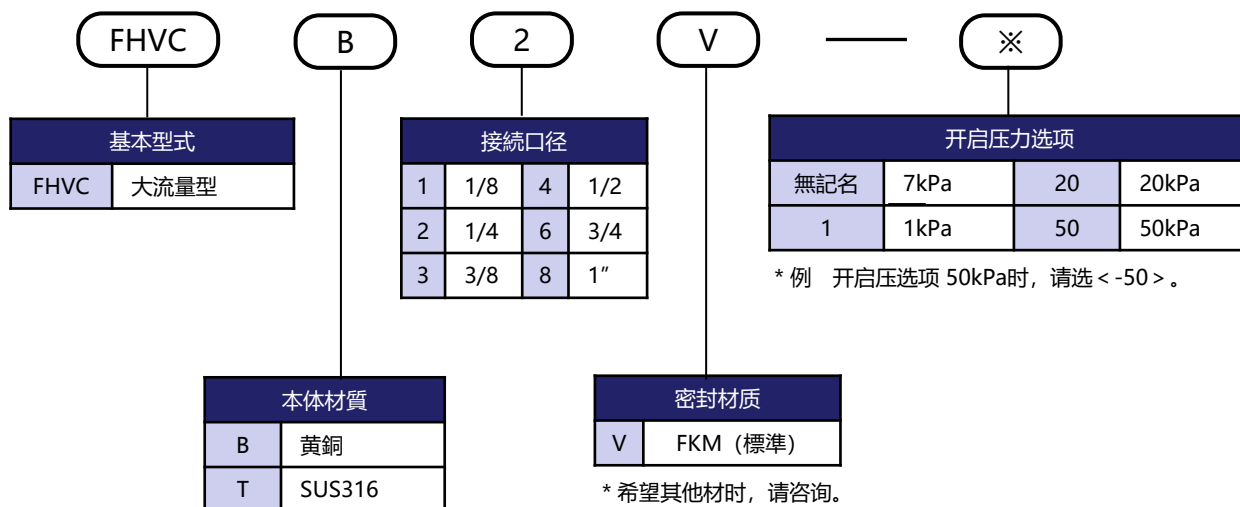 FHVC B 2 V — ※
基本型式
FHVC 大流量型
接続口径
1 1/8 4 1/2
2 1/4 6 3/4
3 3/8 8 1″
开启压力选项
無記名 7kPa 20 20kPa
1 1kPa 50 50kPa
* 例 开启压选项 50kPa时，请选＜-50＞。
本体材質
B 黄銅
T SUS316
密封材质
V FKM（標準）
* 希望其他材时，请咨询。